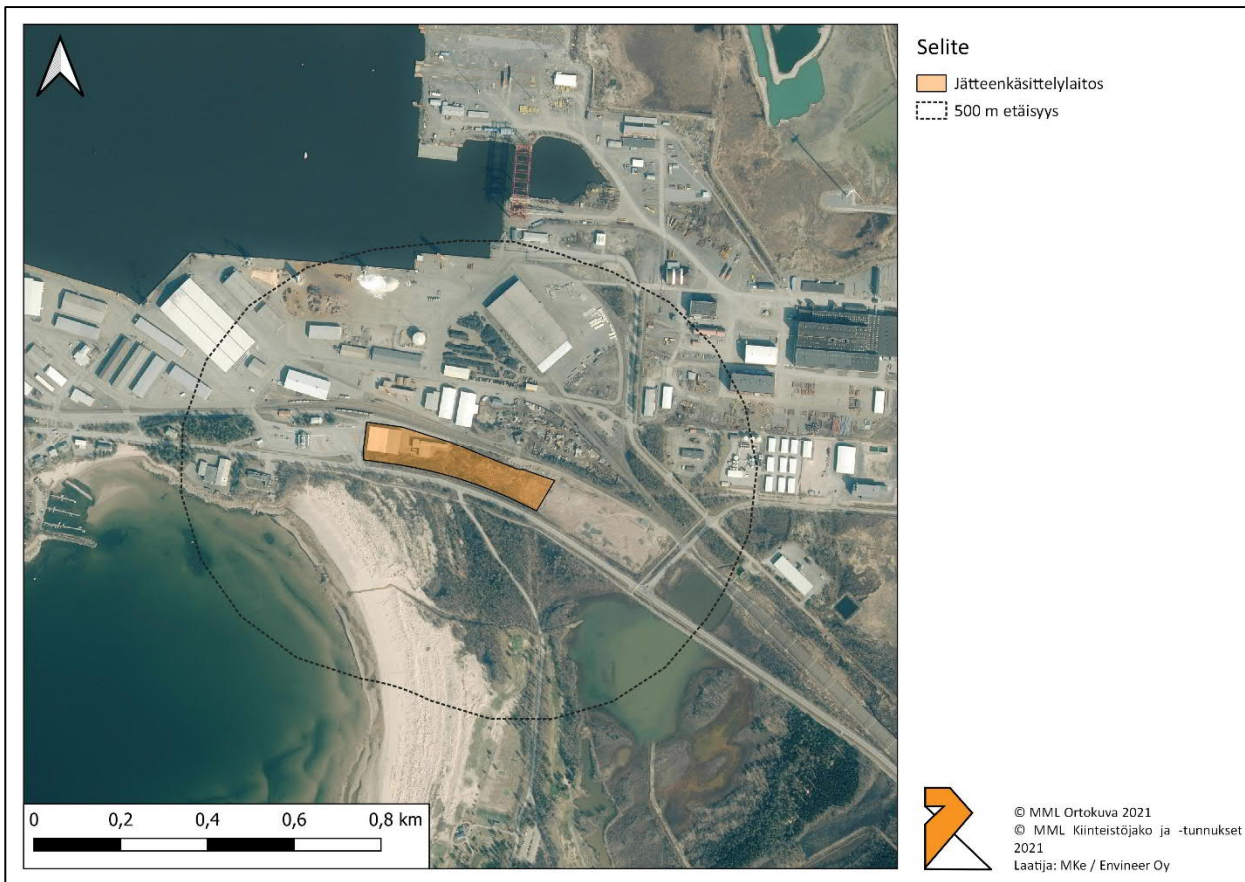 Selite
Jätteenkäsittelylaitos
500 m etäisyys
0 0,2 0,4 0,6 0,8 km
© MML Ortokuva 2021
© MML Kiinteistöjako ja -tunnukset
2021
Laatija: MKe / Envineer Oy